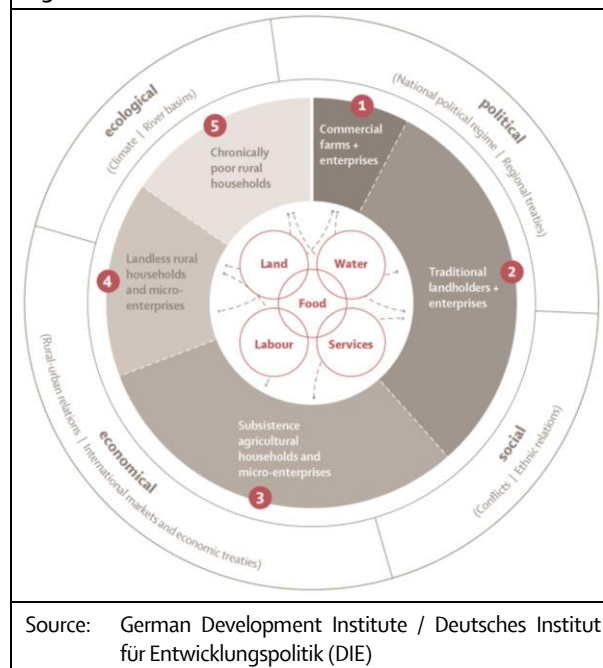 ecological
(Climate | River basins)
political
(National political regime | Regional treaties)
social
(Conflicts | Ethnic relations)
economical
(Rural-urban relations | International markets and economic treaties)
1
Commercial
farms +
enterprises
2
Traditional
landholders +
enterprises
3
Subsistence
agricultural
households and
micro-enterprises
4
Landless rural
households
and micro-
enterprises
5
Chronically
poor rural
households
Land
Water
Food
Labour
Services
Source: German Development Institute / Deutsches Institut
für Entwicklungspolitik (DIE)